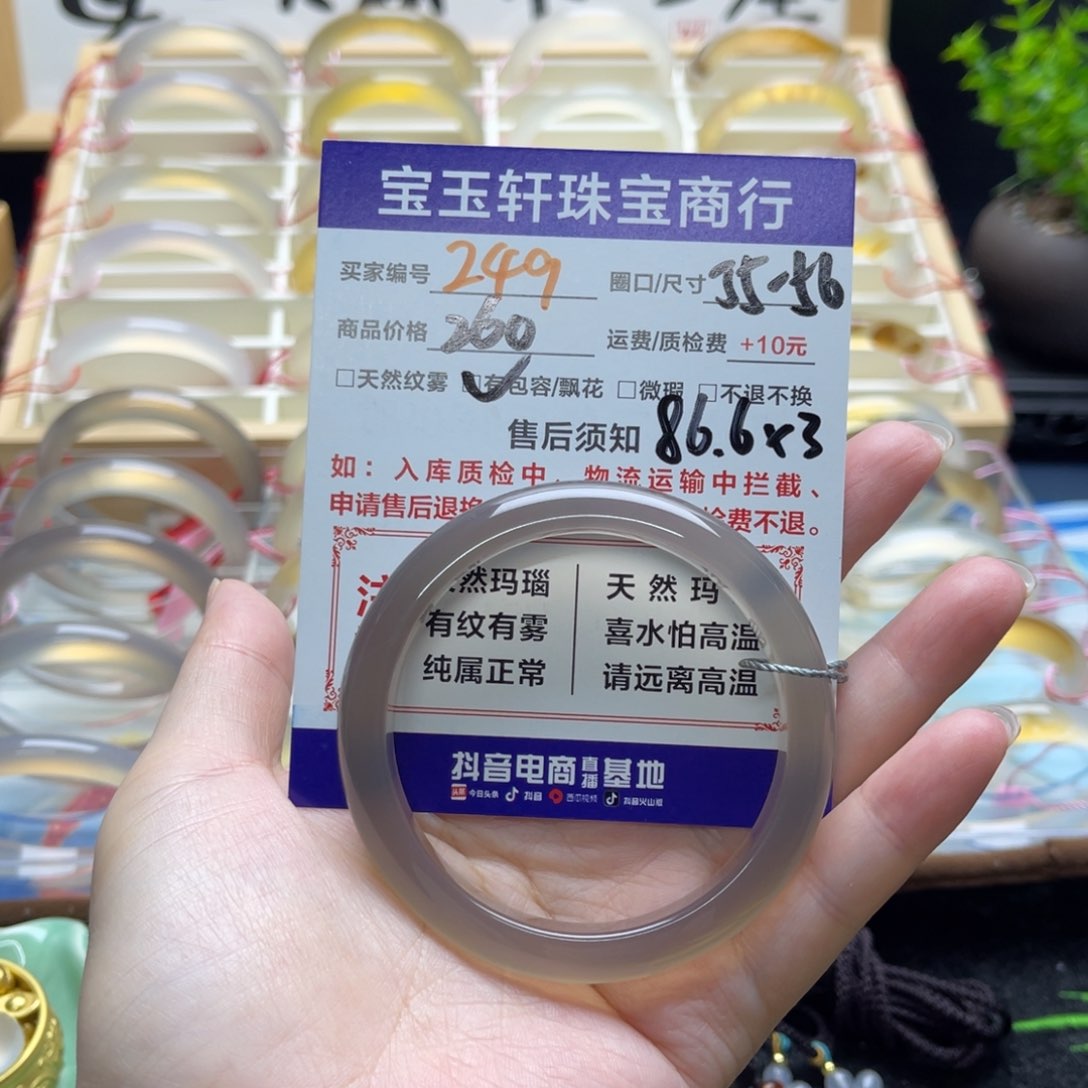 宝玉轩珠宝商行
买家编号 249 圈口/尺寸 55-56
商品价格 260 运费/质检费 +10元
□天然纹雾 ☑有包容/飘花 □微瑕 □不退不换
售后须知 86.6×3
如：入库质检中、物流运输中拦截、
申请售后退换 检费不退。
然玛瑙 天然玛
有纹有雾 喜水怕高温
纯属正常 请远离高温
抖音电商直播基地
今日头条 抖音 西瓜视频 抖音火山版